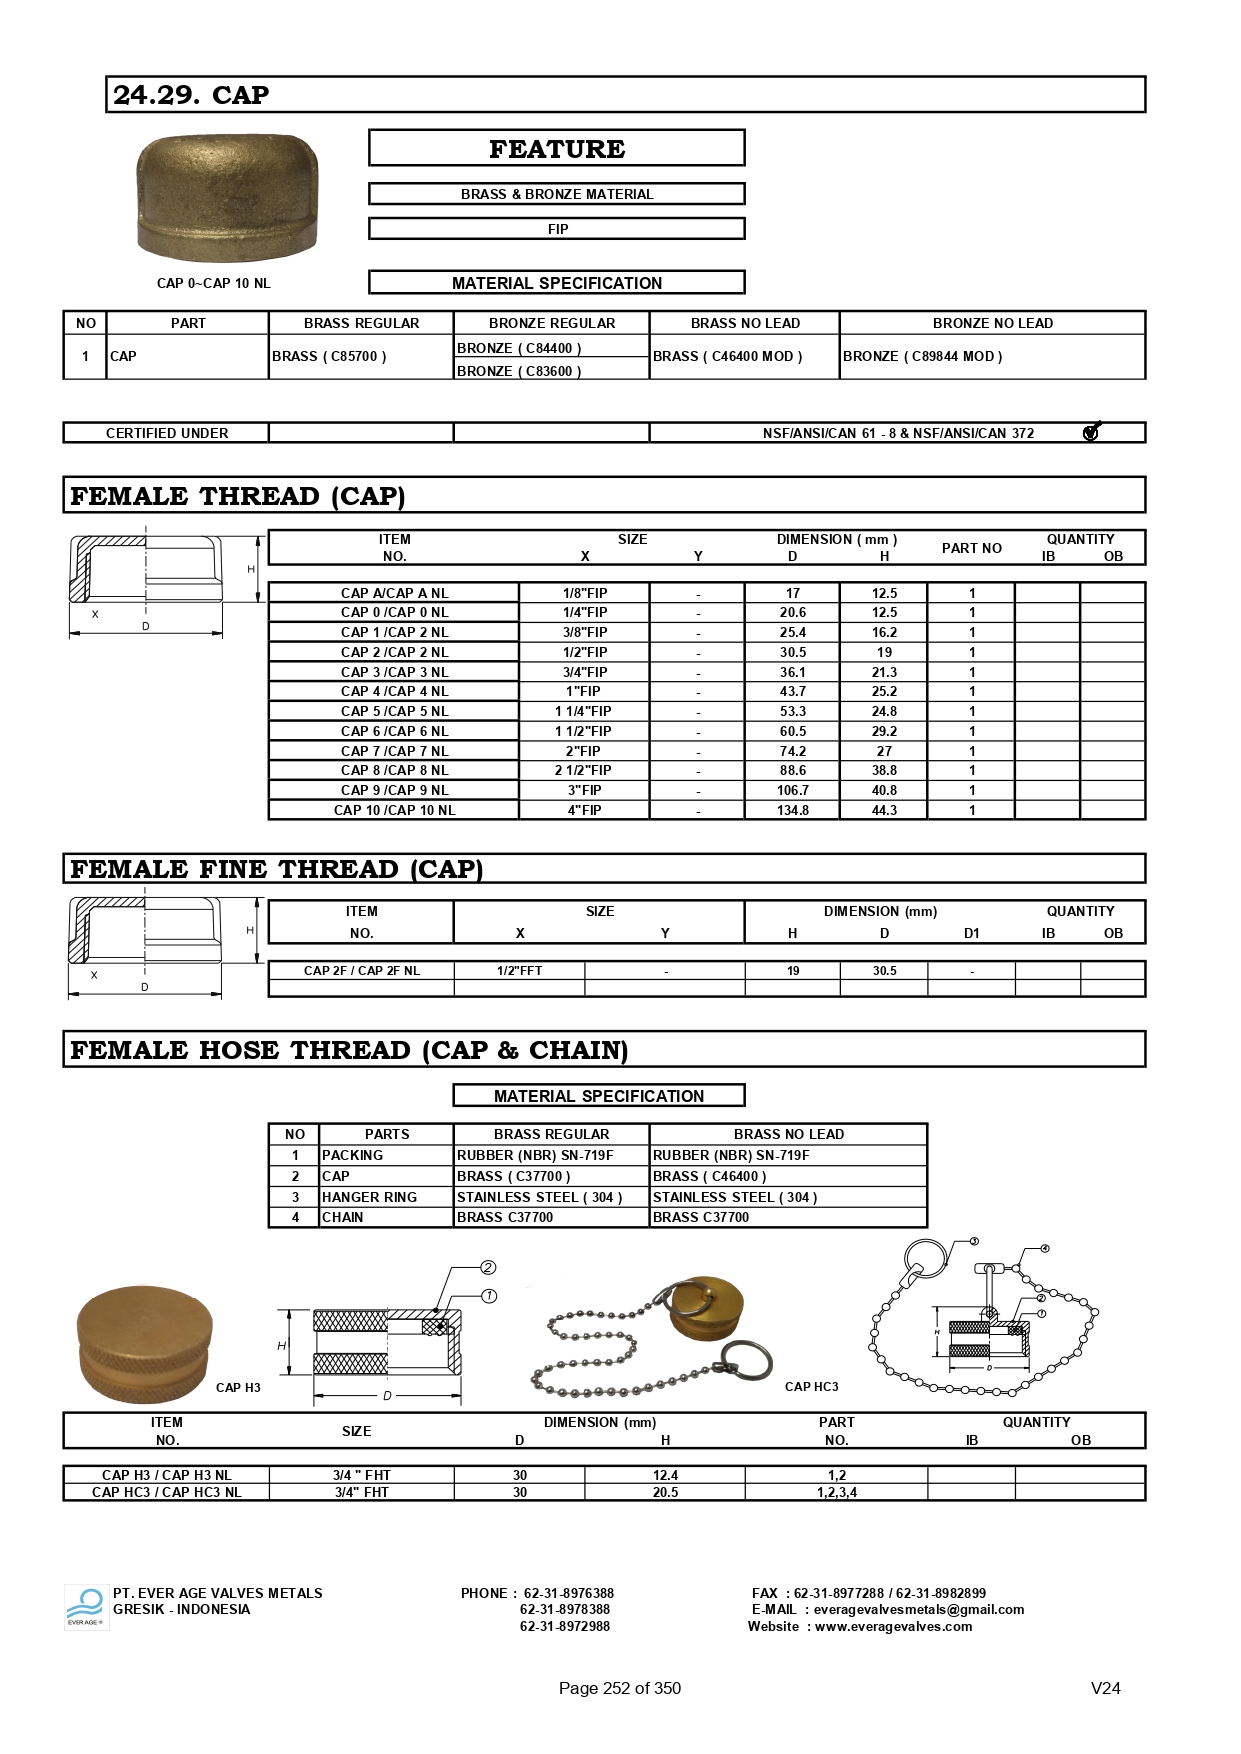 24.29. CAP
FEATURE
BRASS & BRONZE MATERIAL
FIP
CAP 0~CAP 10 NL
MATERIAL SPECIFICATION
NO PART BRASS REGULAR BRONZE REGULAR BRASS NO LEAD BRONZE NO LEAD
BRONZE ( C84400 )
1 CAP BRASS ( C85700 ) BRASS ( C46400 MOD ) BRONZE ( C89844 MOD )
BRONZE ( C83600 )
CERTIFIED UNDER NSF/ANSI/CAN 61 - 8 & NSF/ANSI/CAN 372
FEMALE THREAD (CAP)
H
X
D
ITEM SIZE DIMENSION ( mm ) PART NO QUANTITY
NO. X Y D H IB OB
CAP A/CAP A NL 1/8"FIP - 17 12.5 1
CAP 0 /CAP 0 NL 1/4"FIP - 20.6 12.5 1
CAP 1 /CAP 2 NL 3/8"FIP - 25.4 16.2 1
CAP 2 /CAP 2 NL 1/2"FIP - 30.5 19 1
CAP 3 /CAP 3 NL 3/4"FIP - 36.1 21.3 1
CAP 4 /CAP 4 NL 1"FIP - 43.7 25.2 1
CAP 5 /CAP 5 NL 1 1/4"FIP - 53.3 24.8 1
CAP 6 /CAP 6 NL 1 1/2"FIP - 60.5 29.2 1
CAP 7 /CAP 7 NL 2"FIP - 74.2 27 1
CAP 8 /CAP 8 NL 2 1/2"FIP - 88.6 38.8 1
CAP 9 /CAP 9 NL 3"FIP - 106.7 40.8 1
CAP 10 /CAP 10 NL 4"FIP - 134.8 44.3 1
FEMALE FINE THREAD (CAP)
H
X
D
ITEM SIZE DIMENSION (mm) QUANTITY
NO. X Y H D D1 IB OB
CAP 2F / CAP 2F NL 1/2"FFT - 19 30.5 -
FEMALE HOSE THREAD (CAP & CHAIN)
MATERIAL SPECIFICATION
NO PARTS BRASS REGULAR BRASS NO LEAD
1 PACKING RUBBER (NBR) SN-719F RUBBER (NBR) SN-719F
2 CAP BRASS ( C37700 ) BRASS ( C46400 )
3 HANGER RING STAINLESS STEEL ( 304 ) STAINLESS STEEL ( 304 )
4 CHAIN BRASS C37700 BRASS C37700
CAP H3
2
1
H
D
CAP HC3
3
4
2
1
H
D
ITEM SIZE DIMENSION (mm) PART QUANTITY
NO. D H NO. IB OB
CAP H3 / CAP H3 NL 3/4 " FHT 30 12.4 1,2
CAP HC3 / CAP HC3 NL 3/4" FHT 30 20.5 1,2,3,4
EVER AGE ®
PT. EVER AGE VALVES METALS PHONE : 62-31-8976388 FAX : 62-31-8977288 / 62-31-8982899
GRESIK - INDONESIA 62-31-8978388 E-MAIL : everagevalvesmetals@gmail.com
62-31-8972988 Website : www.everagevalves.com
Page 252 of 350 V24